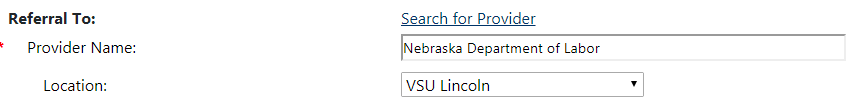 Referral To: Search for Provider
* Provider Name: Nebraska Department of Labor
Location: VSU Lincoln